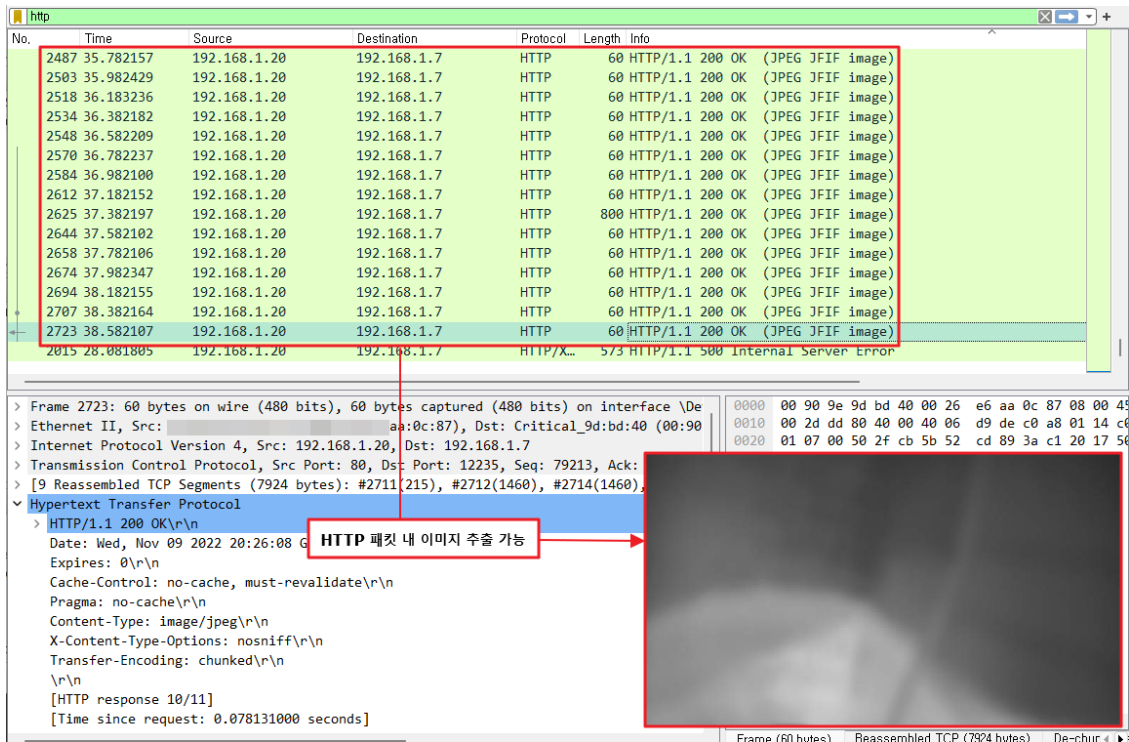 http
No. Time Source Destination Protocol Length Info
2487 35.782157 192.168.1.20 192.168.1.7 HTTP 60 HTTP/1.1 200 OK (JPEG JFIF image)
2503 35.982429 192.168.1.20 192.168.1.7 HTTP 60 HTTP/1.1 200 OK (JPEG JFIF image)
2518 36.183236 192.168.1.20 192.168.1.7 HTTP 60 HTTP/1.1 200 OK (JPEG JFIF image)
2534 36.382182 192.168.1.20 192.168.1.7 HTTP 60 HTTP/1.1 200 OK (JPEG JFIF image)
2548 36.582209 192.168.1.20 192.168.1.7 HTTP 60 HTTP/1.1 200 OK (JPEG JFIF image)
2570 36.782237 192.168.1.20 192.168.1.7 HTTP 60 HTTP/1.1 200 OK (JPEG JFIF image)
2584 36.982100 192.168.1.20 192.168.1.7 HTTP 60 HTTP/1.1 200 OK (JPEG JFIF image)
2612 37.182152 192.168.1.20 192.168.1.7 HTTP 60 HTTP/1.1 200 OK (JPEG JFIF image)
2625 37.382197 192.168.1.20 192.168.1.7 HTTP 800 HTTP/1.1 200 OK (JPEG JFIF image)
2644 37.582102 192.168.1.20 192.168.1.7 HTTP 60 HTTP/1.1 200 OK (JPEG JFIF image)
2658 37.782106 192.168.1.20 192.168.1.7 HTTP 60 HTTP/1.1 200 OK (JPEG JFIF image)
2674 37.982347 192.168.1.20 192.168.1.7 HTTP 60 HTTP/1.1 200 OK (JPEG JFIF image)
2694 38.182155 192.168.1.20 192.168.1.7 HTTP 60 HTTP/1.1 200 OK (JPEG JFIF image)
2707 38.382164 192.168.1.20 192.168.1.7 HTTP 60 HTTP/1.1 200 OK (JPEG JFIF image)
2723 38.582107 192.168.1.20 192.168.1.7 HTTP 60 HTTP/1.1 200 OK (JPEG JFIF image)
2015 28.081805 192.168.1.20 192.168.1.7 HTTP/X… 573 HTTP/1.1 500 Internal Server Error
Frame 2723: 60 bytes on wire (480 bits), 60 bytes captured (480 bits) on interface \De
Ethernet II, Src: aa:0c:87), Dst: Critical_9d:bd:40 (00:90
Internet Protocol Version 4, Src: 192.168.1.20, Dst: 192.168.1.7
Transmission Control Protocol, Src Port: 80, Dst Port: 12235, Seq: 79213, Ack:
[9 Reassembled TCP Segments (7924 bytes): #2711(215), #2712(1460), #2714(1460),
Hypertext Transfer Protocol
HTTP/1.1 200 OK\r\n
Date: Wed, Nov 09 2022 20:26:08 G
Expires: 0\r\n
Cache-Control: no-cache, must-revalidate\r\n
Pragma: no-cache\r\n
Content-Type: image/jpeg\r\n
X-Content-Type-Options: nosniff\r\n
Transfer-Encoding: chunked\r\n
\r\n
[HTTP response 10/11]
[Time since request: 0.078131000 seconds]
HTTP 패킷 내 이미지 추출 가능
0000 00 90 9e 9d bd 40 00 26 e6 aa 0c 87 08 00 45
0010 00 2d dd 80 40 00 40 06 d9 de c0 a8 01 14 c0
0020 01 07 00 50 2f cb 5b 52 cd 89 3a c1 20 17 50
Frame (60 bytes) Reassembled TCP (7924 bytes) De-chur